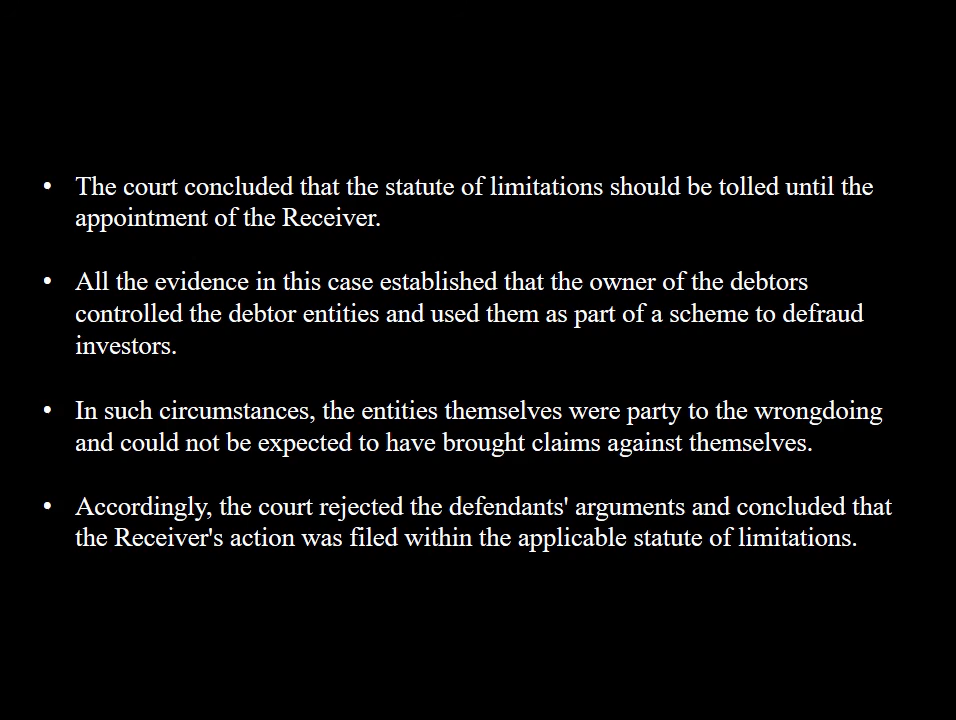 • The court concluded that the statute of limitations should be tolled until the
appointment of the Receiver.
• All the evidence in this case established that the owner of the debtors
controlled the debtor entities and used them as part of a scheme to defraud
investors.
• In such circumstances, the entities themselves were party to the wrongdoing
and could not be expected to have brought claims against themselves.
• Accordingly, the court rejected the defendants' arguments and concluded that
the Receiver's action was filed within the applicable statute of limitations.